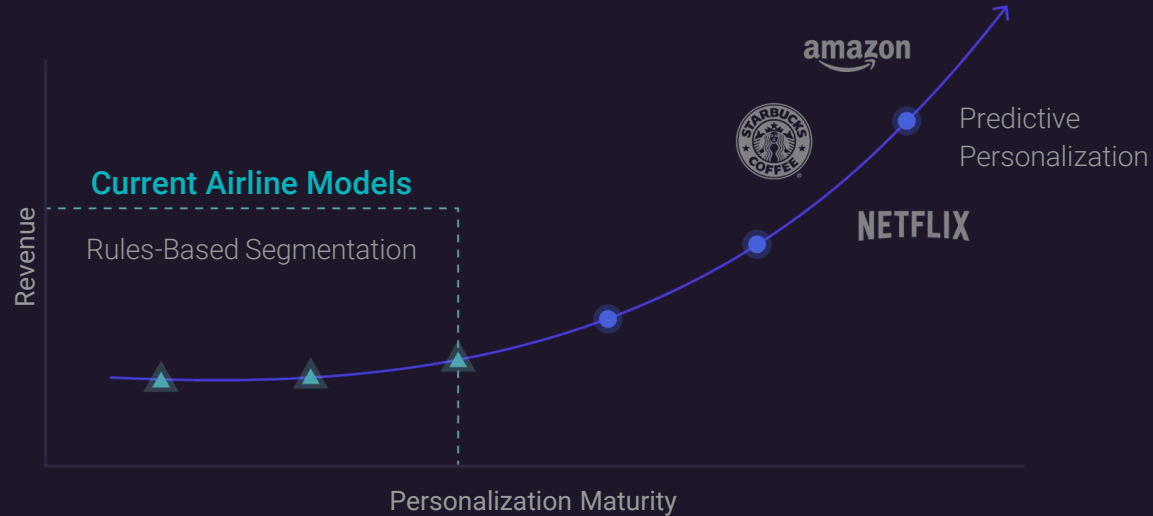 amazon
STARBUCKS
COFFEE
Predictive
Personalization
Current Airline Models
NETFLIX
Rules-Based Segmentation
Revenue
Personalization Maturity